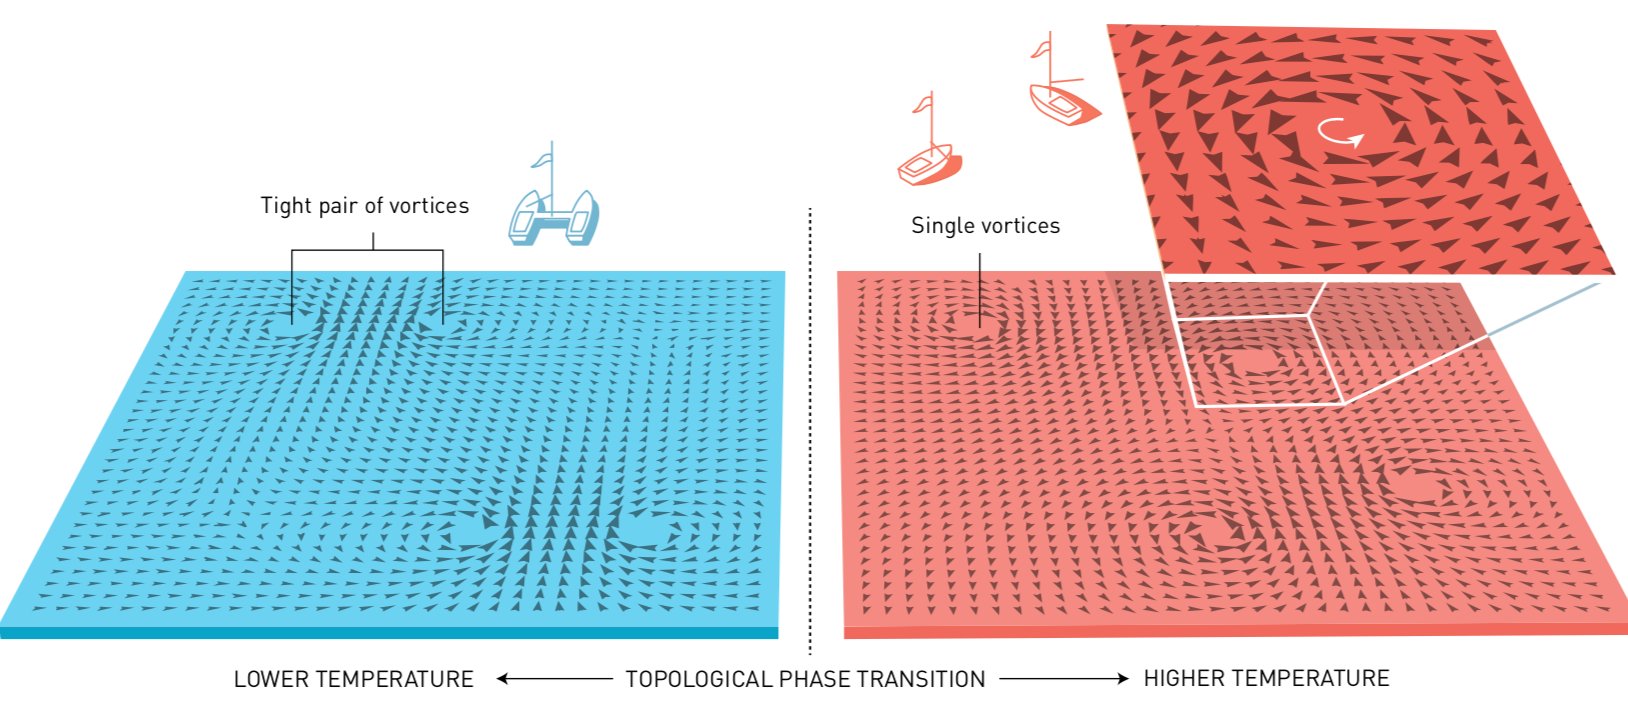 Tight pair of vortices
Single vortices
LOWER TEMPERATURE
TOPOLOGICAL PHASE TRANSITION
HIGHER TEMPERATURE